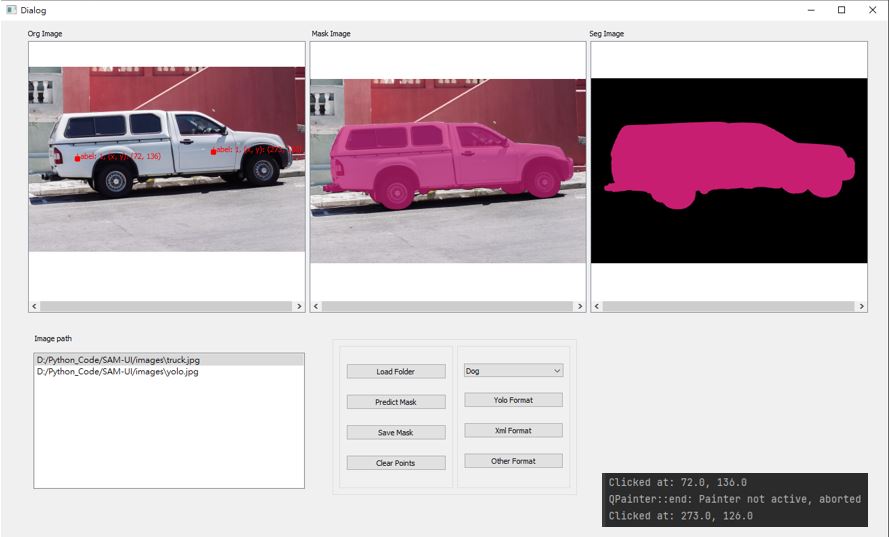 Dialog
Org Image
Mask Image
Seg Image
Label: 1, (x, y): (72, 136)
Label: 1, (x, y): (273,
Image path
D:/Python_Code/SAM-UI/images\truck.jpg
D:/Python_Code/SAM-UI/images\yolo.jpg
Load Folder
Predict Mask
Save Mask
Clear Points
Dog
Yolo Format
Xml Format
Other Format
Clicked at: 72.0, 136.0
QPainter::end: Painter not active, aborted
Clicked at: 273.0, 126.0